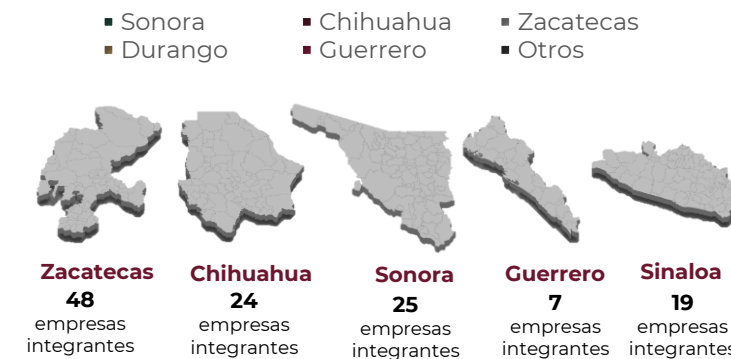 Sonora
Chihuahua
Zacatecas
Durango
Guerrero
Otros
Zacatecas
Chihuahua
Sonora
Guerrero
Sinaloa
48
24
25
7
19
empresas
empresas
empresas
empresas
empresas
integrantes
integrantes
integrantes
integrantes
integrantes